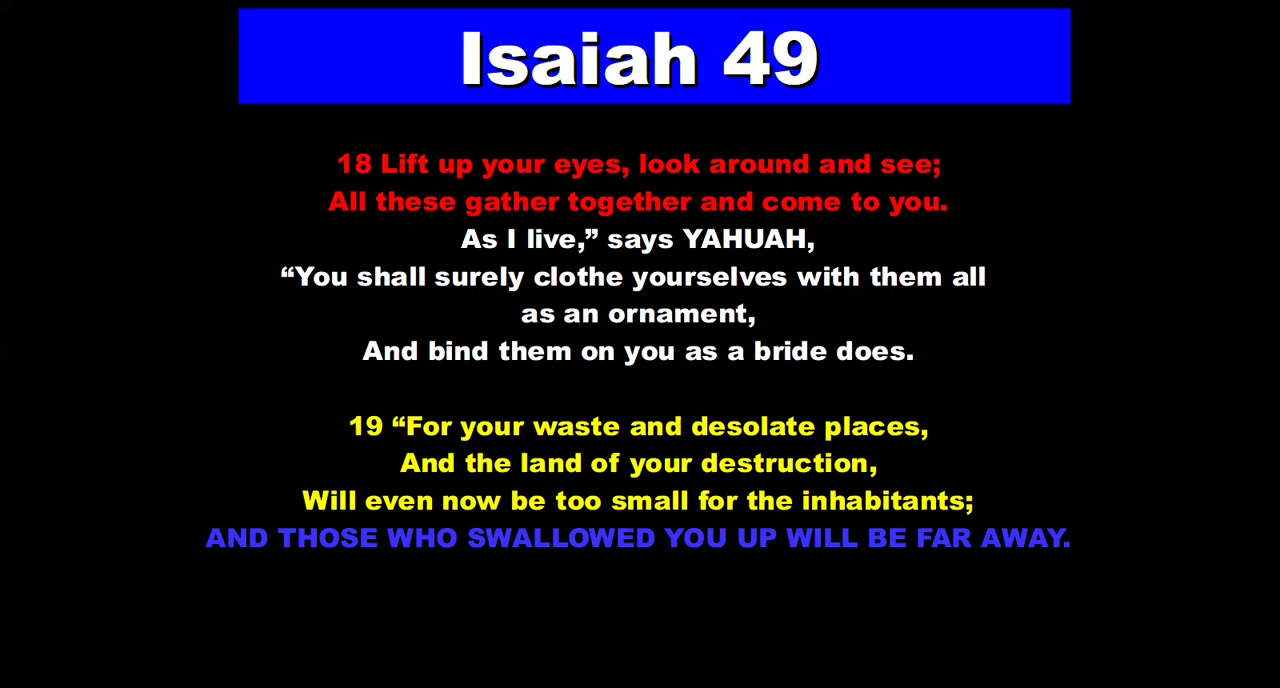 Isaiah 49
18 Lift up your eyes, look around and see;
All these gather together and come to you.
As I live,” says YAHUAH,
“You shall surely clothe yourselves with them all
as an ornament,
And bind them on you as a bride does.
19 “For your waste and desolate places,
And the land of your destruction,
Will even now be too small for the inhabitants;
AND THOSE WHO SWALLOWED YOU UP WILL BE FAR AWAY.